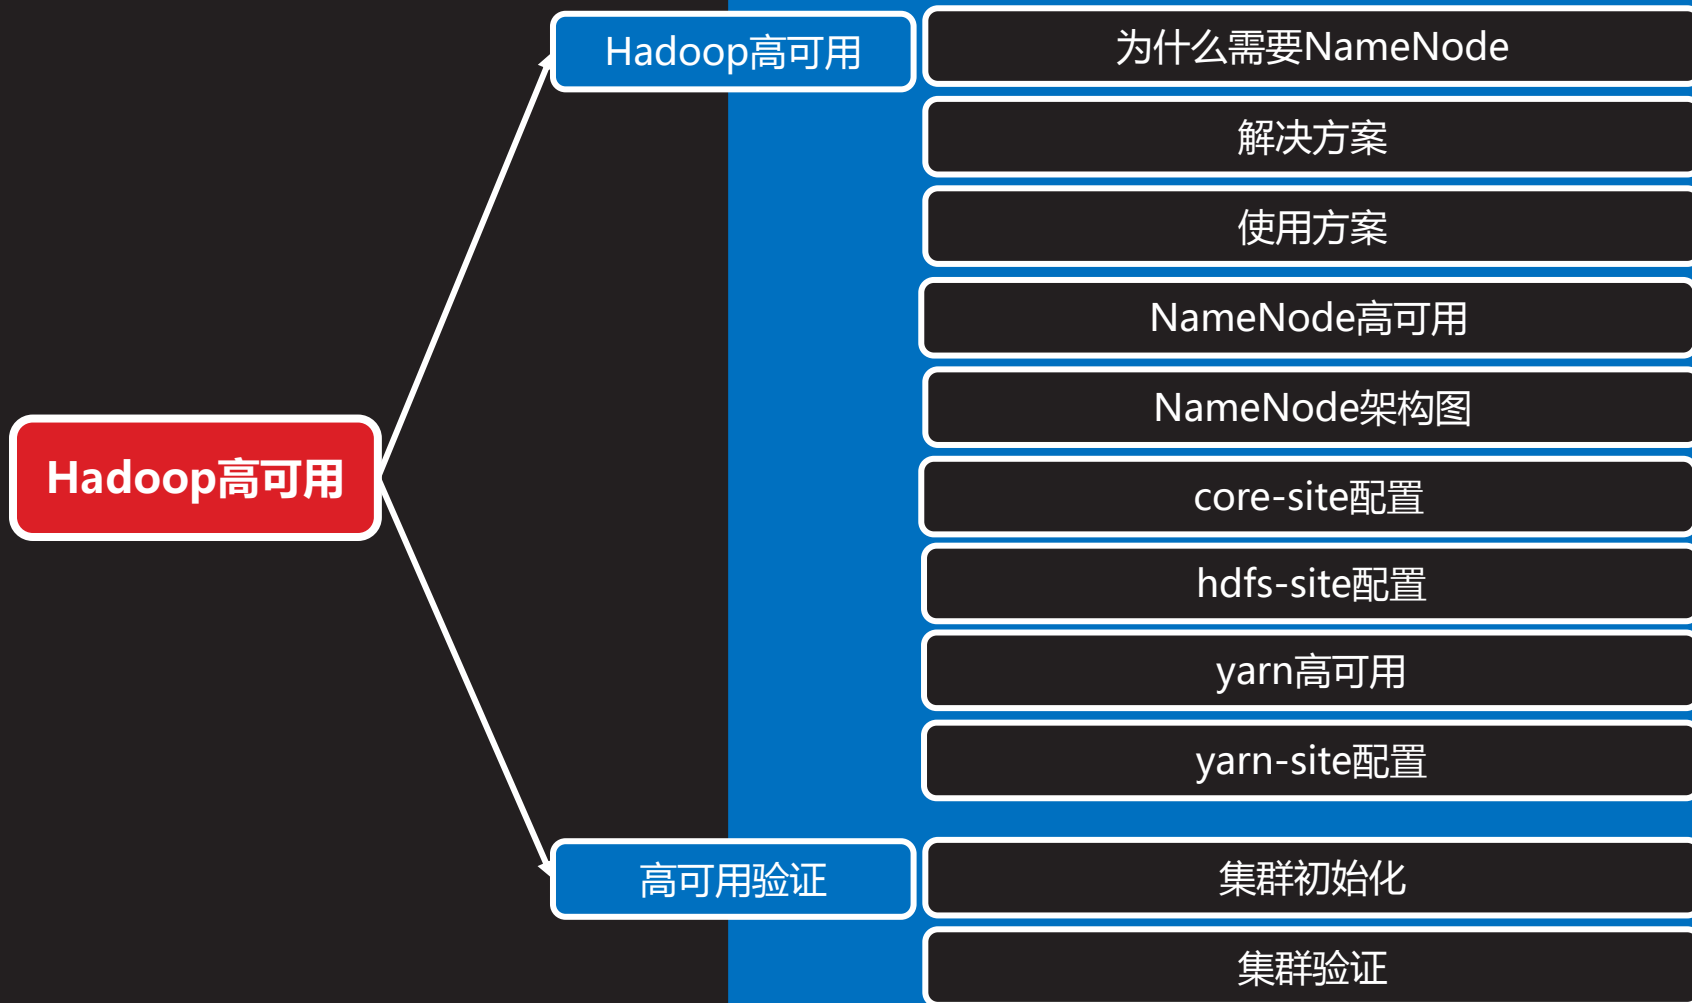 Hadoop高可用
Hadoop高可用
为什么需要NameNode
解决方案
使用方案
NameNode高可用
NameNode架构图
core-site配置
hdfs-site配置
yarn高可用
yarn-site配置
高可用验证
集群初始化
集群验证